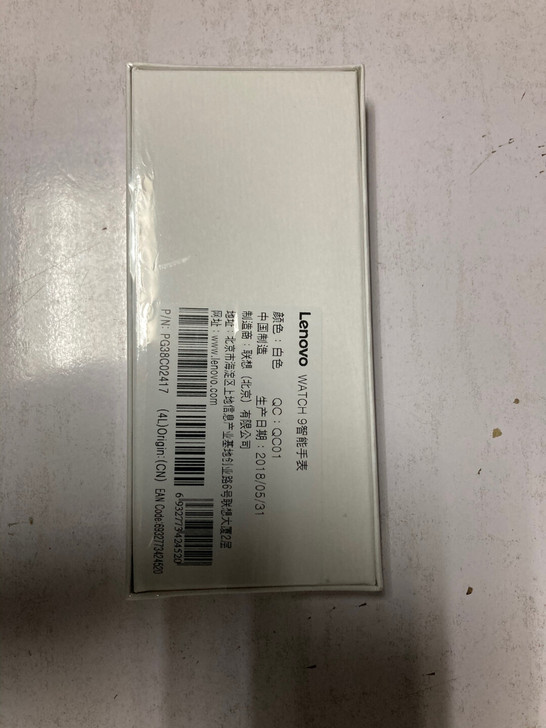 Lenovo WATCH 9智能手表
颜色：白色 QC：QC01
中国制造 生产日期：2018/05/31
制造商：联想（北京）有限公司
地址：北京市海淀区上地信息产业基地创业路6号联想大厦2层
网址：www.lenovo.com
6932773424520
P/N: PG38C02417 (4L)Origin:(CN) EAN Code:6932773424520